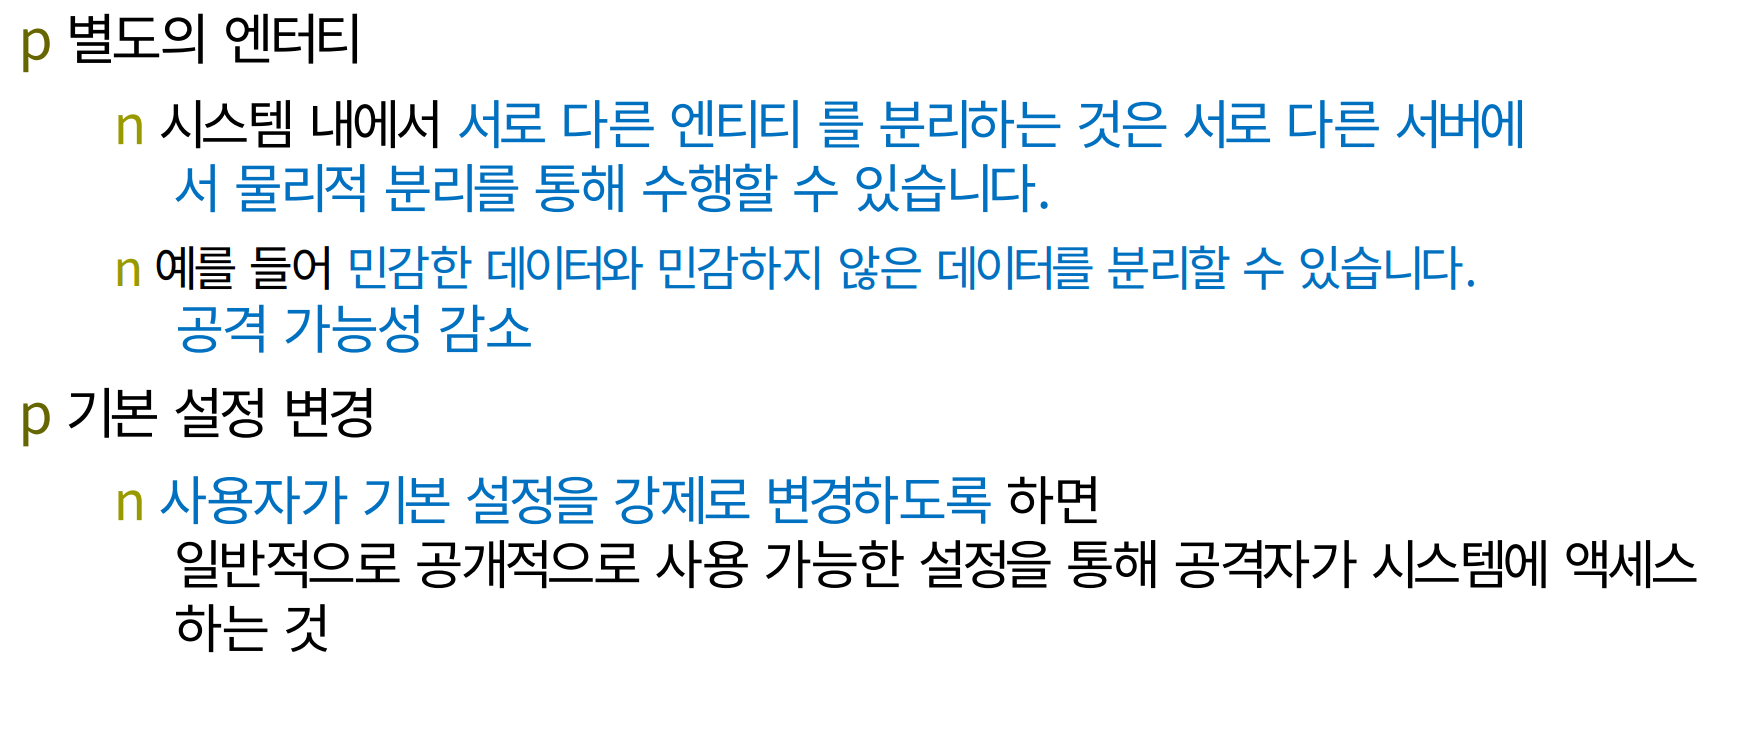 p 별도의 엔터티
n 시스템 내에서 서로 다른 엔티티 를 분리하는 것은 서로 다른 서버에
서 물리적 분리를 통해 수행할 수 있습니다.
n 예를 들어 민감한 데이터와 민감하지 않은 데이터를 분리할 수 있습니다.
공격 가능성 감소
p 기본 설정 변경
n 사용자가 기본 설정을 강제로 변경하도록 하면
일반적으로 공개적으로 사용 가능한 설정을 통해 공격자가 시스템에 액세스
하는 것